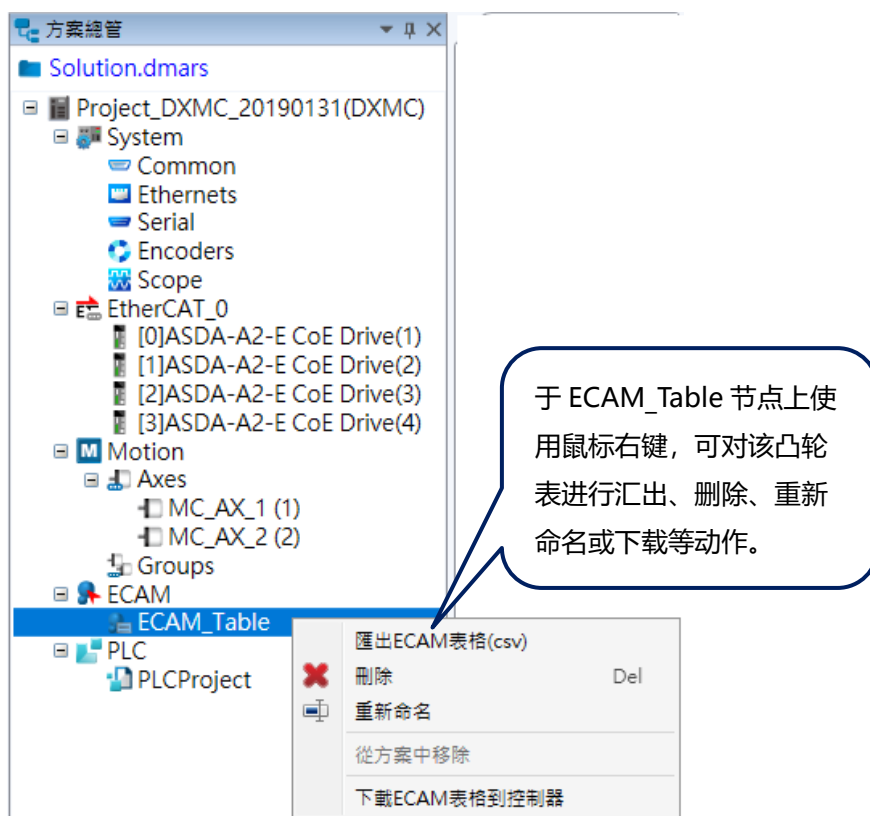 方案總管
Solution.dmars
Project_DXMC_20190131(DXMC)
System
Common
Ethernets
Serial
Encoders
Scope
EtherCAT_0
[0]ASDA-A2-E CoE Drive(1)
[1]ASDA-A2-E CoE Drive(2)
[2]ASDA-A2-E CoE Drive(3)
[3]ASDA-A2-E CoE Drive(4)
M Motion
Axes
MC_AX_1 (1)
MC_AX_2 (2)
Groups
ECAM
ECAM_Table
PLC
PLCProject
于 ECAM_Table 节点上使
用鼠标右键，可对该凸轮
表进行汇出、删除、重新
命名或下载等动作。
匯出ECAM表格(csv)
刪除 Del
重新命名
從方案中移除
下載ECAM表格到控制器